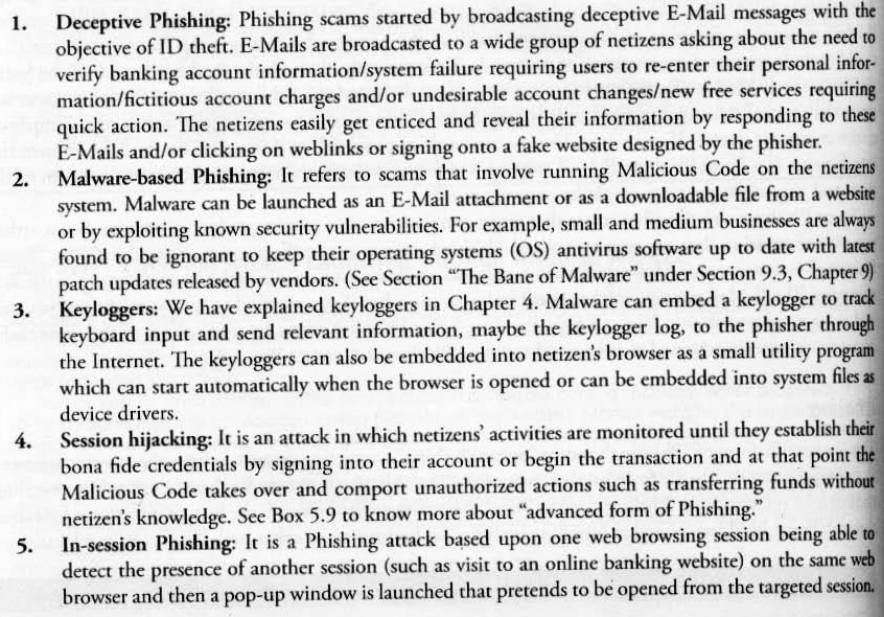 1. Deceptive Phishing: Phishing scams started by broadcasting deceptive E-Mail messages with the
objective of ID theft. E-Mails are broadcasted to a wide group of netizens asking about the need to
verify banking account information/system failure requiring users to re-enter their personal infor-
mation/fictitious account charges and/or undesirable account changes/new free services requiring
quick action. The netizens easily get enticed and reveal their information by responding to these
E-Mails and/or clicking on weblinks or signing onto a fake website designed by the phisher.
2. Malware-based Phishing: It refers to scams that involve running Malicious Code on the netizens
system. Malware can be launched as an E-Mail attachment or as a downloadable file from a website
or by exploiting known security vulnerabilities. For example, small and medium businesses are always
found to be ignorant to keep their operating systems (OS) antivirus software up to date with latest
patch updates released by vendors. (See Section “The Bane of Malware” under Section 9.3, Chapter 9)
3. Keyloggers: We have explained keyloggers in Chapter 4. Malware can embed a keylogger to track
keyboard input and send relevant information, maybe the keylogger log, to the phisher through
the Internet. The keyloggers can also be embedded into netizen’s browser as a small utility program
which can start automatically when the browser is opened or can be embedded into system files as
device drivers.
4. Session hijacking: It is an attack in which netizens’ activities are monitored until they establish their
bona fide credentials by signing into their account or begin the transaction and at that point the
Malicious Code takes over and comport unauthorized actions such as transferring funds without
netizen’s knowledge. See Box 5.9 to know more about “advanced form of Phishing.”
5. In-session Phishing: It is a Phishing attack based upon one web browsing session being able to
detect the presence of another session (such as visit to an online banking website) on the same web
browser and then a pop-up window is launched that pretends to be opened from the targeted session.